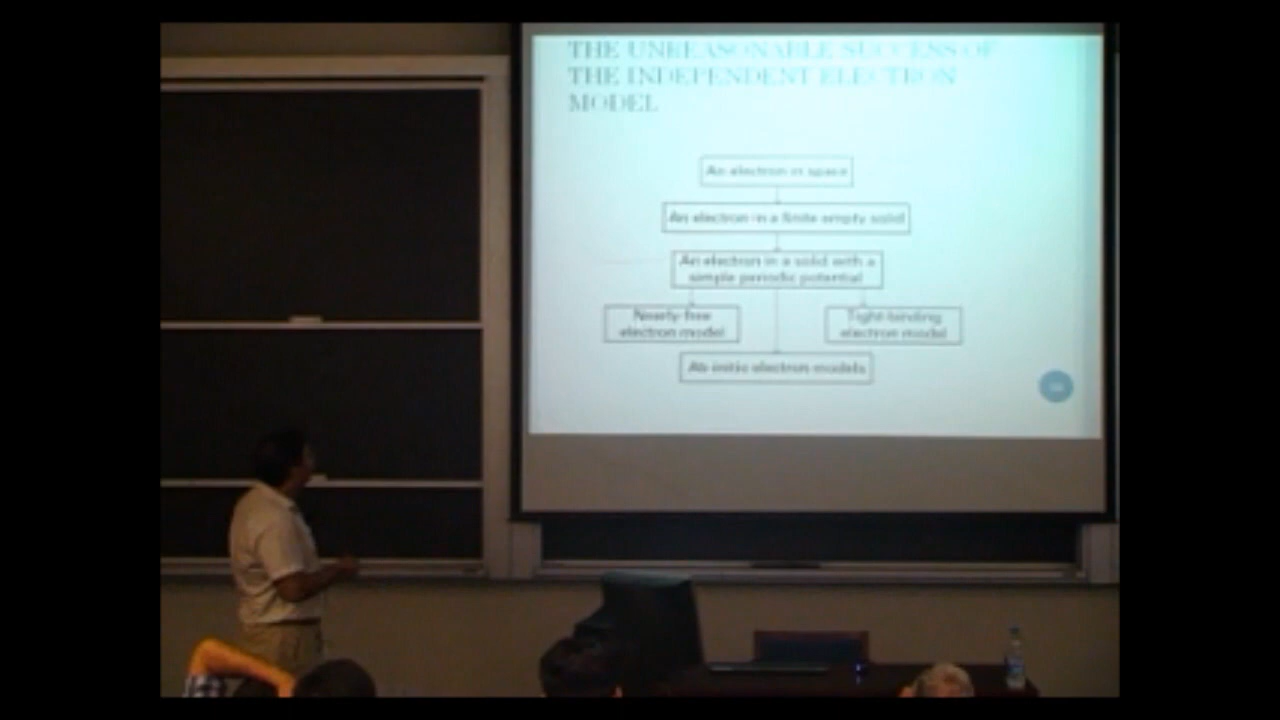 THE UNREASONABLE SUCCESS OF
THE INDEPENDENT ELECTRON
MODEL
An electron in space
An electron in a finite empty solid
An electron in a solid with a
simple periodic potential
Nearly-free
electron model
Tight-binding
electron model
Ab initio electron models